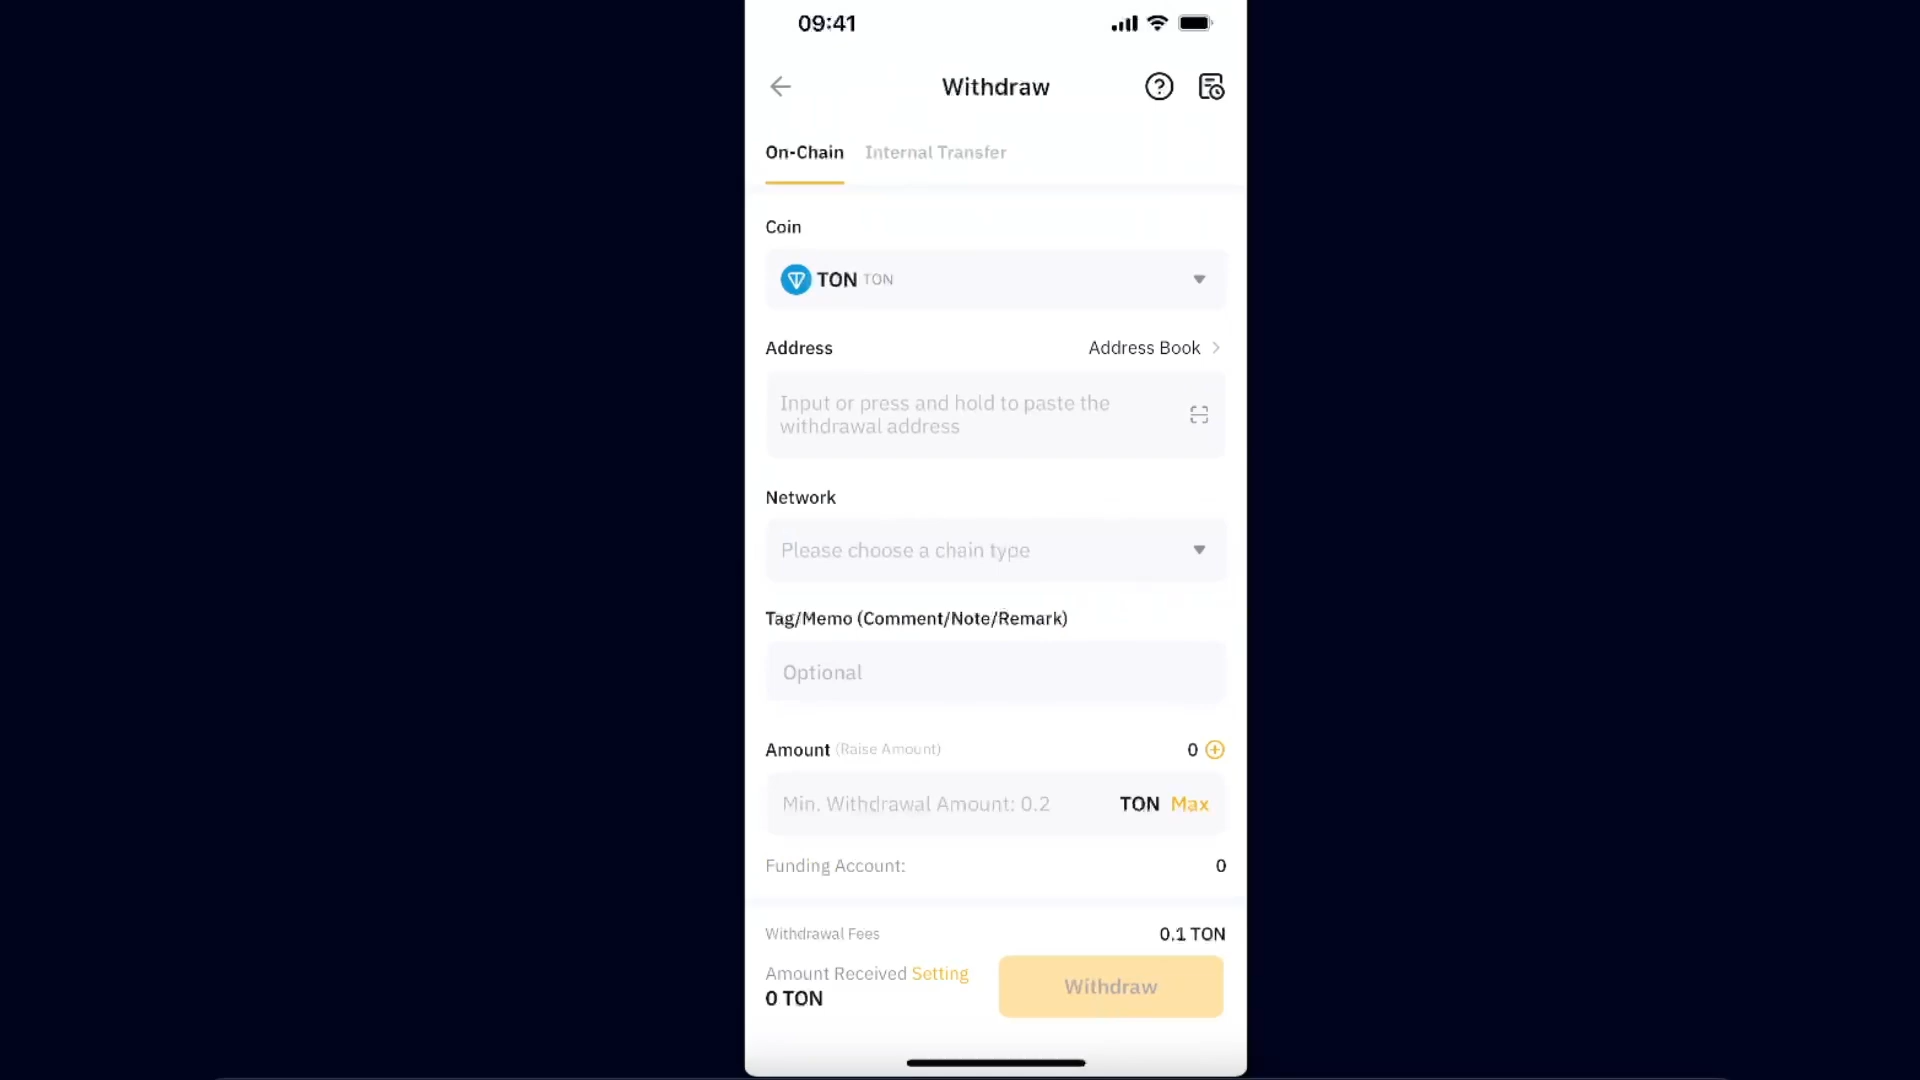 09:41
Withdraw
On-Chain Internal Transfer
Coin
TON TON
Address Address Book
Input or press and hold to paste the
withdrawal address
Network
Please choose a chain type
Tag/Memo (Comment/Note/Remark)
Optional
Amount (Raise Amount) 0
Min. Withdrawal Amount: 0.2 TON Max
Funding Account: 0
Withdrawal Fees 0.1 TON
Amount Received Setting
0 TON
Withdraw